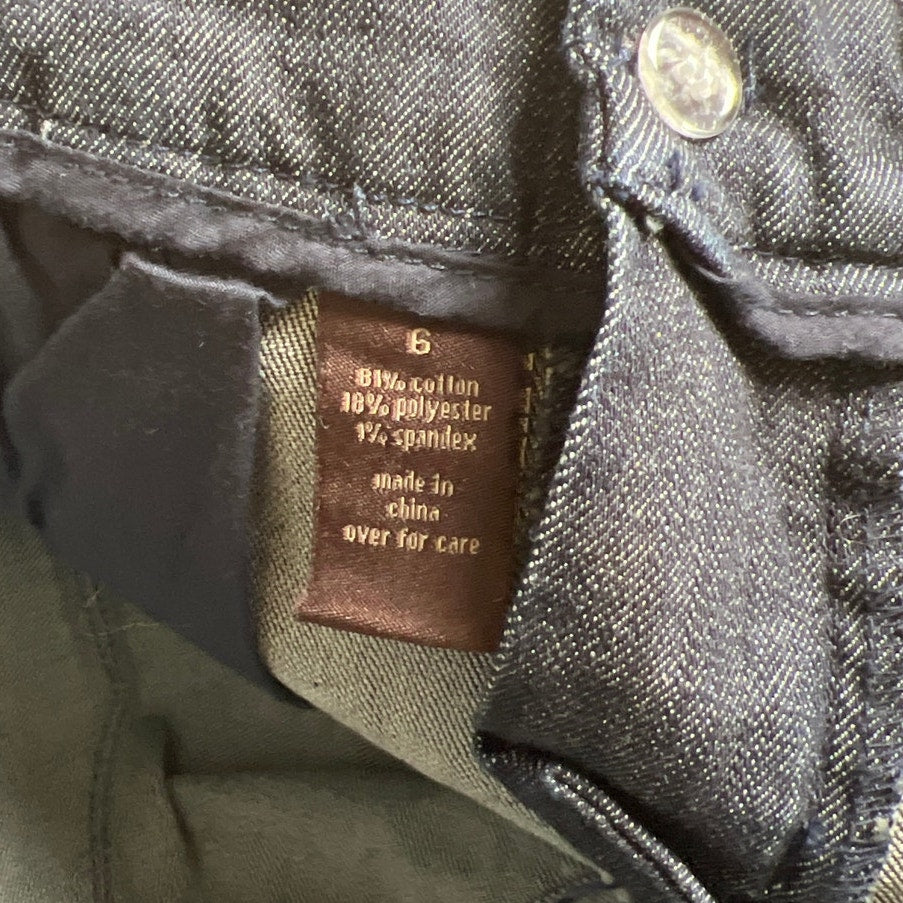 6
81% cotton
18% polyester
1% spandex
made in
china
over for care